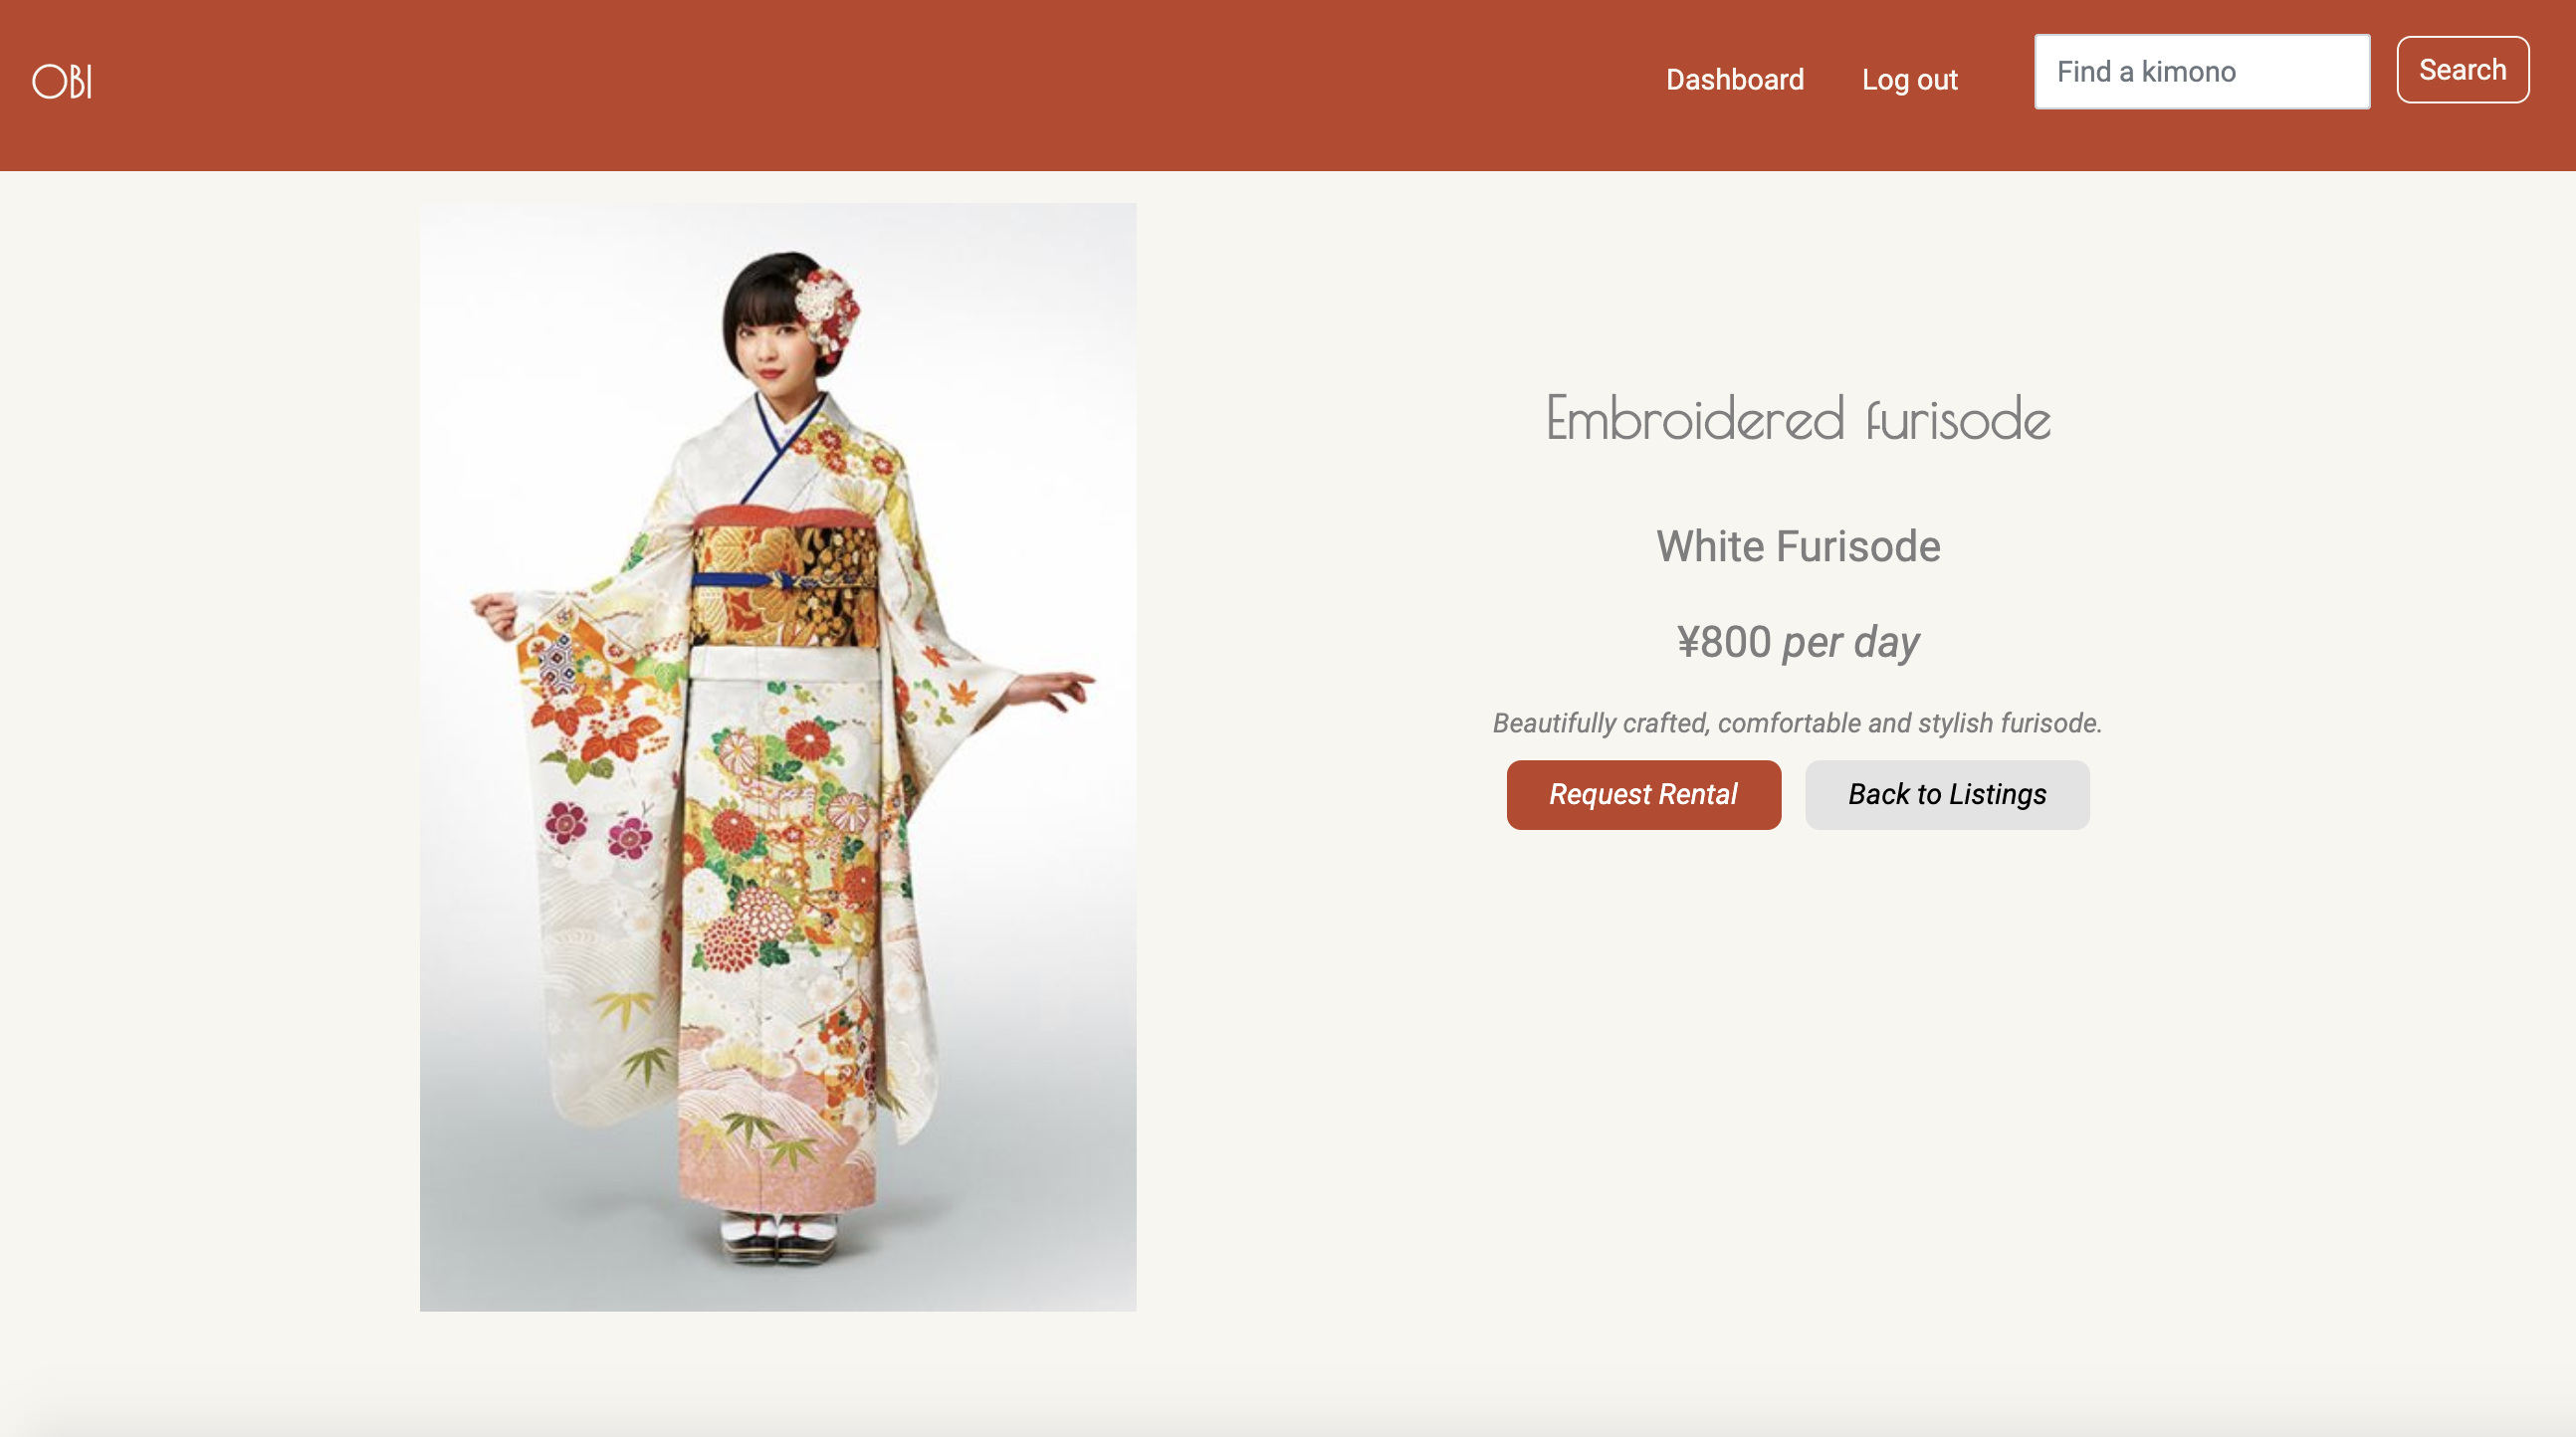 OBI
Dashboard
Log out
Find a kimono
Search
Embroidered furisode
White Furisode
¥800 per day
Beautifully crafted, comfortable and stylish furisode.
Request Rental
Back to Listings